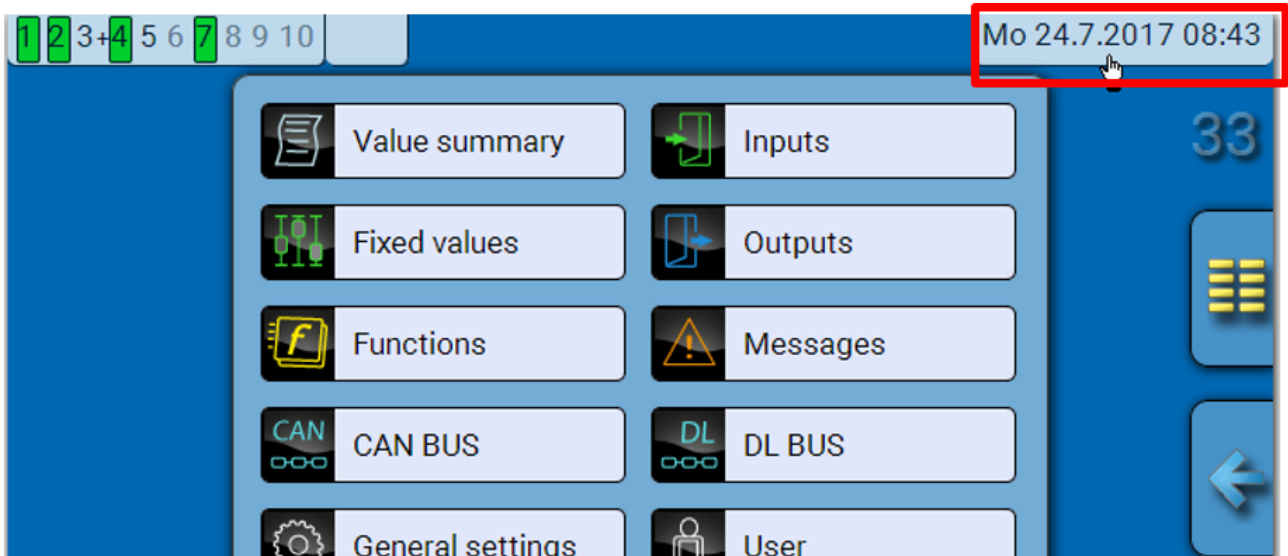 1 2 3+4 5 6 7 8 9 10 Mo 24.7.2017 08:43
33
Value summary Inputs
Fixed values Outputs
f Functions Messages
CAN CAN BUS DL DL BUS
General settings User